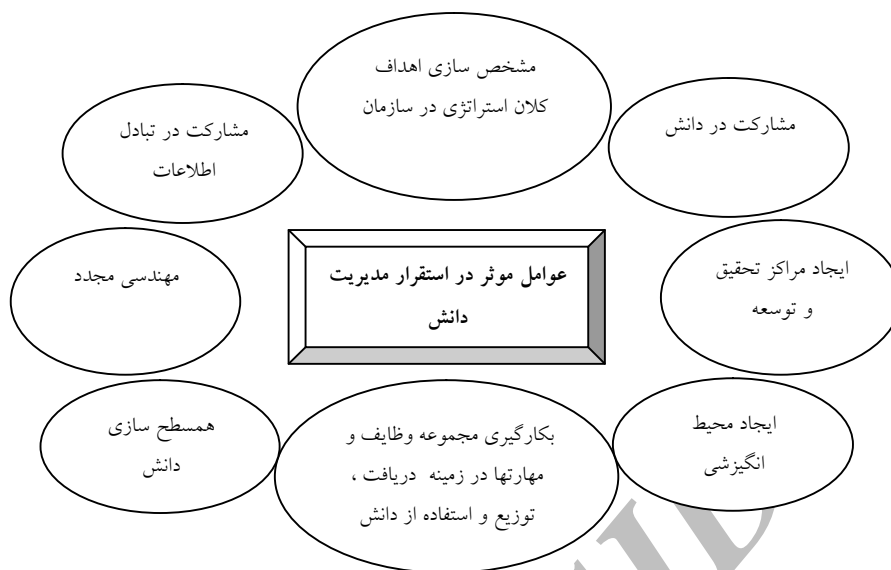 مشخص سازی اهداف
کلان استراتژی در سازمان
مشارکت در دانش
ایجاد مراکز تحقیق
و توسعه
ایجاد محیط
انگیزشی
بکارگیری مجموعه وظایف و
مهارتها در زمینه دریافت ،
توزیع و استفاده از دانش
همسطح سازی
دانش
مهندسی مجدد
مشارکت در تبادل
اطلاعات
عوامل موثر در استقرار مدیریت
دانش